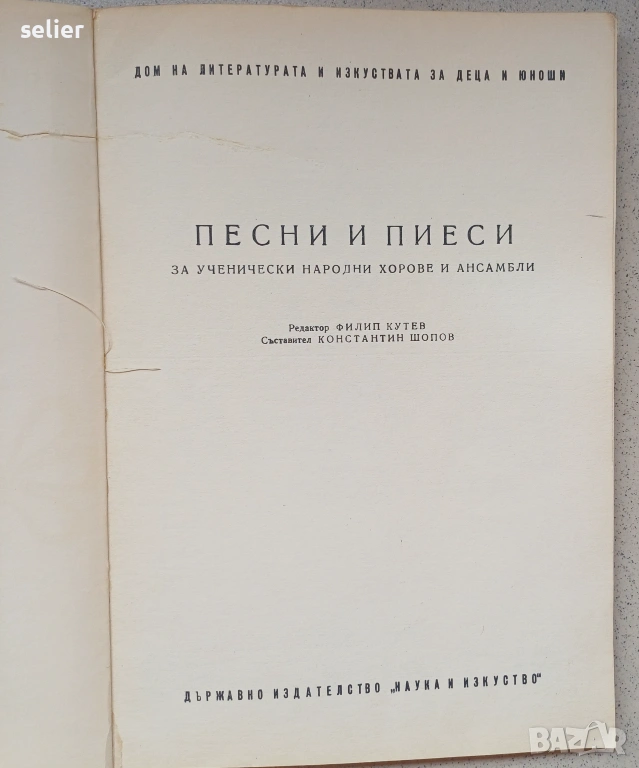 selier
ДОМ НА ЛИТЕРАТУРАТА И ИЗКУСТВАТА ЗА ДЕЦА И ЮНОШИ
ПЕСНИ И ПИЕСИ
ЗА УЧЕНИЧЕСКИ НАРОДНИ ХОРОВЕ И АНСАМБЛИ
Редактор ФИЛИП КУТЕВ
Съставител КОНСТАНТИН ШОПОВ
ДЪРЖАВНО ИЗДАТЕЛСТВО „НАУКА И ИЗКУСТВО“
BAZAR